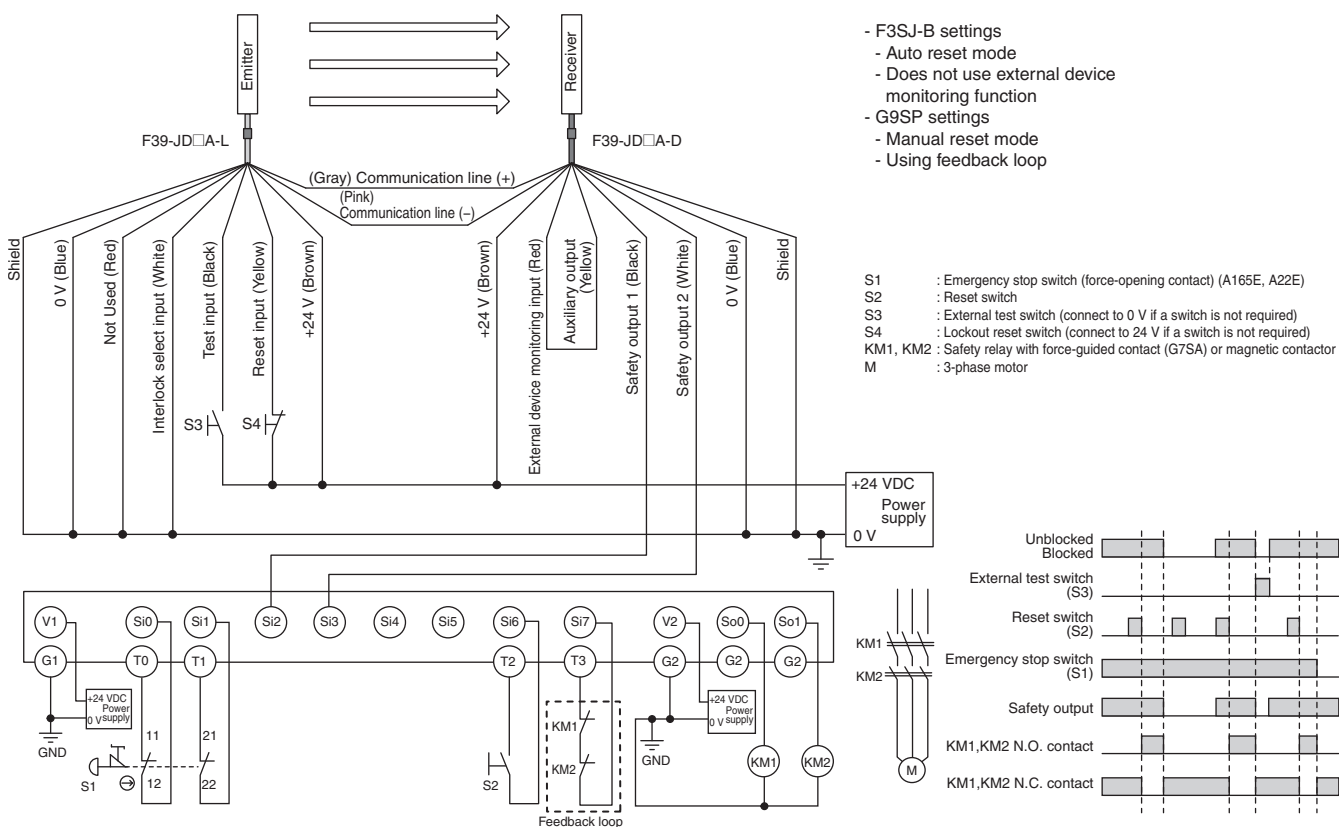 Emitter
Receiver
- F3SJ-B settings
- Auto reset mode
- Does not use external device
monitoring function
- G9SP settings
- Manual reset mode
- Using feedback loop
F39-JD□A-L
F39-JD□A-D
(Gray) Communication line (+)
(Pink)
Communication line (–)
Shield
0 V (Blue)
Not Used (Red)
Interlock select input (White)
Test input (Black)
Reset input (Yellow)
+24 V (Brown)
+24 V (Brown)
External device monitoring input (Red)
Auxiliary output
(Yellow)
Safety output 1 (Black)
Safety output 2 (White)
0 V (Blue)
Shield
S1 : Emergency stop switch (force-opening contact) (A165E, A22E)
S2 : Reset switch
S3 : External test switch (connect to 0 V if a switch is not required)
S4 : Lockout reset switch (connect to 24 V if a switch is not required)
KM1, KM2 : Safety relay with force-guided contact (G7SA) or magnetic contactor
M : 3-phase motor
S3
S4
+24 VDC
Power
supply
0 V
V1 Si0 Si1 Si2 Si3 Si4 Si5 Si6 Si7 V2 So0 So1
G1 T0 T1 T2 T3 G2 G2 G2
+24 VDC
Power
0 V supply
GND
11
12
21
22
S1
S2
KM1
KM2
Feedback loop
+24 VDC
Power
0 V supply
GND
KM1
KM2
KM1
KM2
M
Unblocked
Blocked
External test switch
(S3)
Reset switch
(S2)
Emergency stop switch
(S1)
Safety output
KM1,KM2 N.O. contact
KM1,KM2 N.C. contact